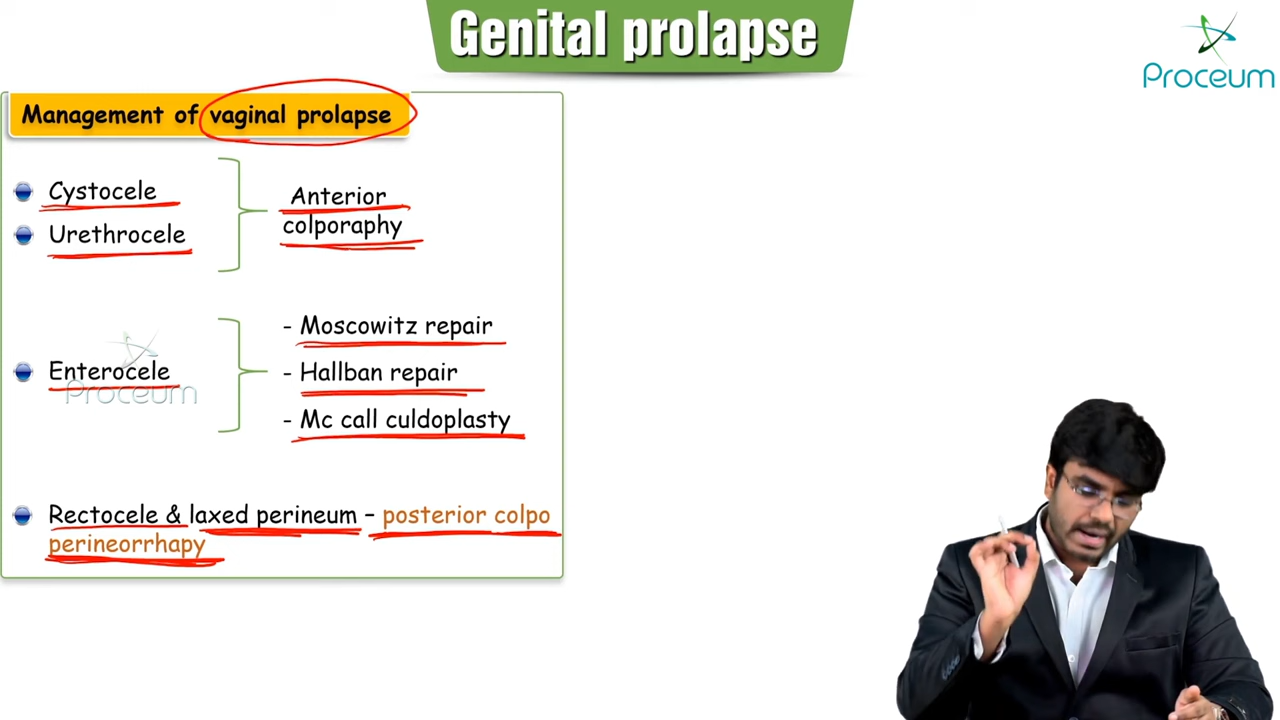 Genital prolapse
Proceum
Management of vaginal prolapse
Cystocele
Urethrocele
Anterior
colporaphy
Enterocele
Proceum
- Moscowitz repair
- Hallban repair
- Mc call culdoplasty
Rectocele & laxed perineum – posterior colpo
perineorrhapy